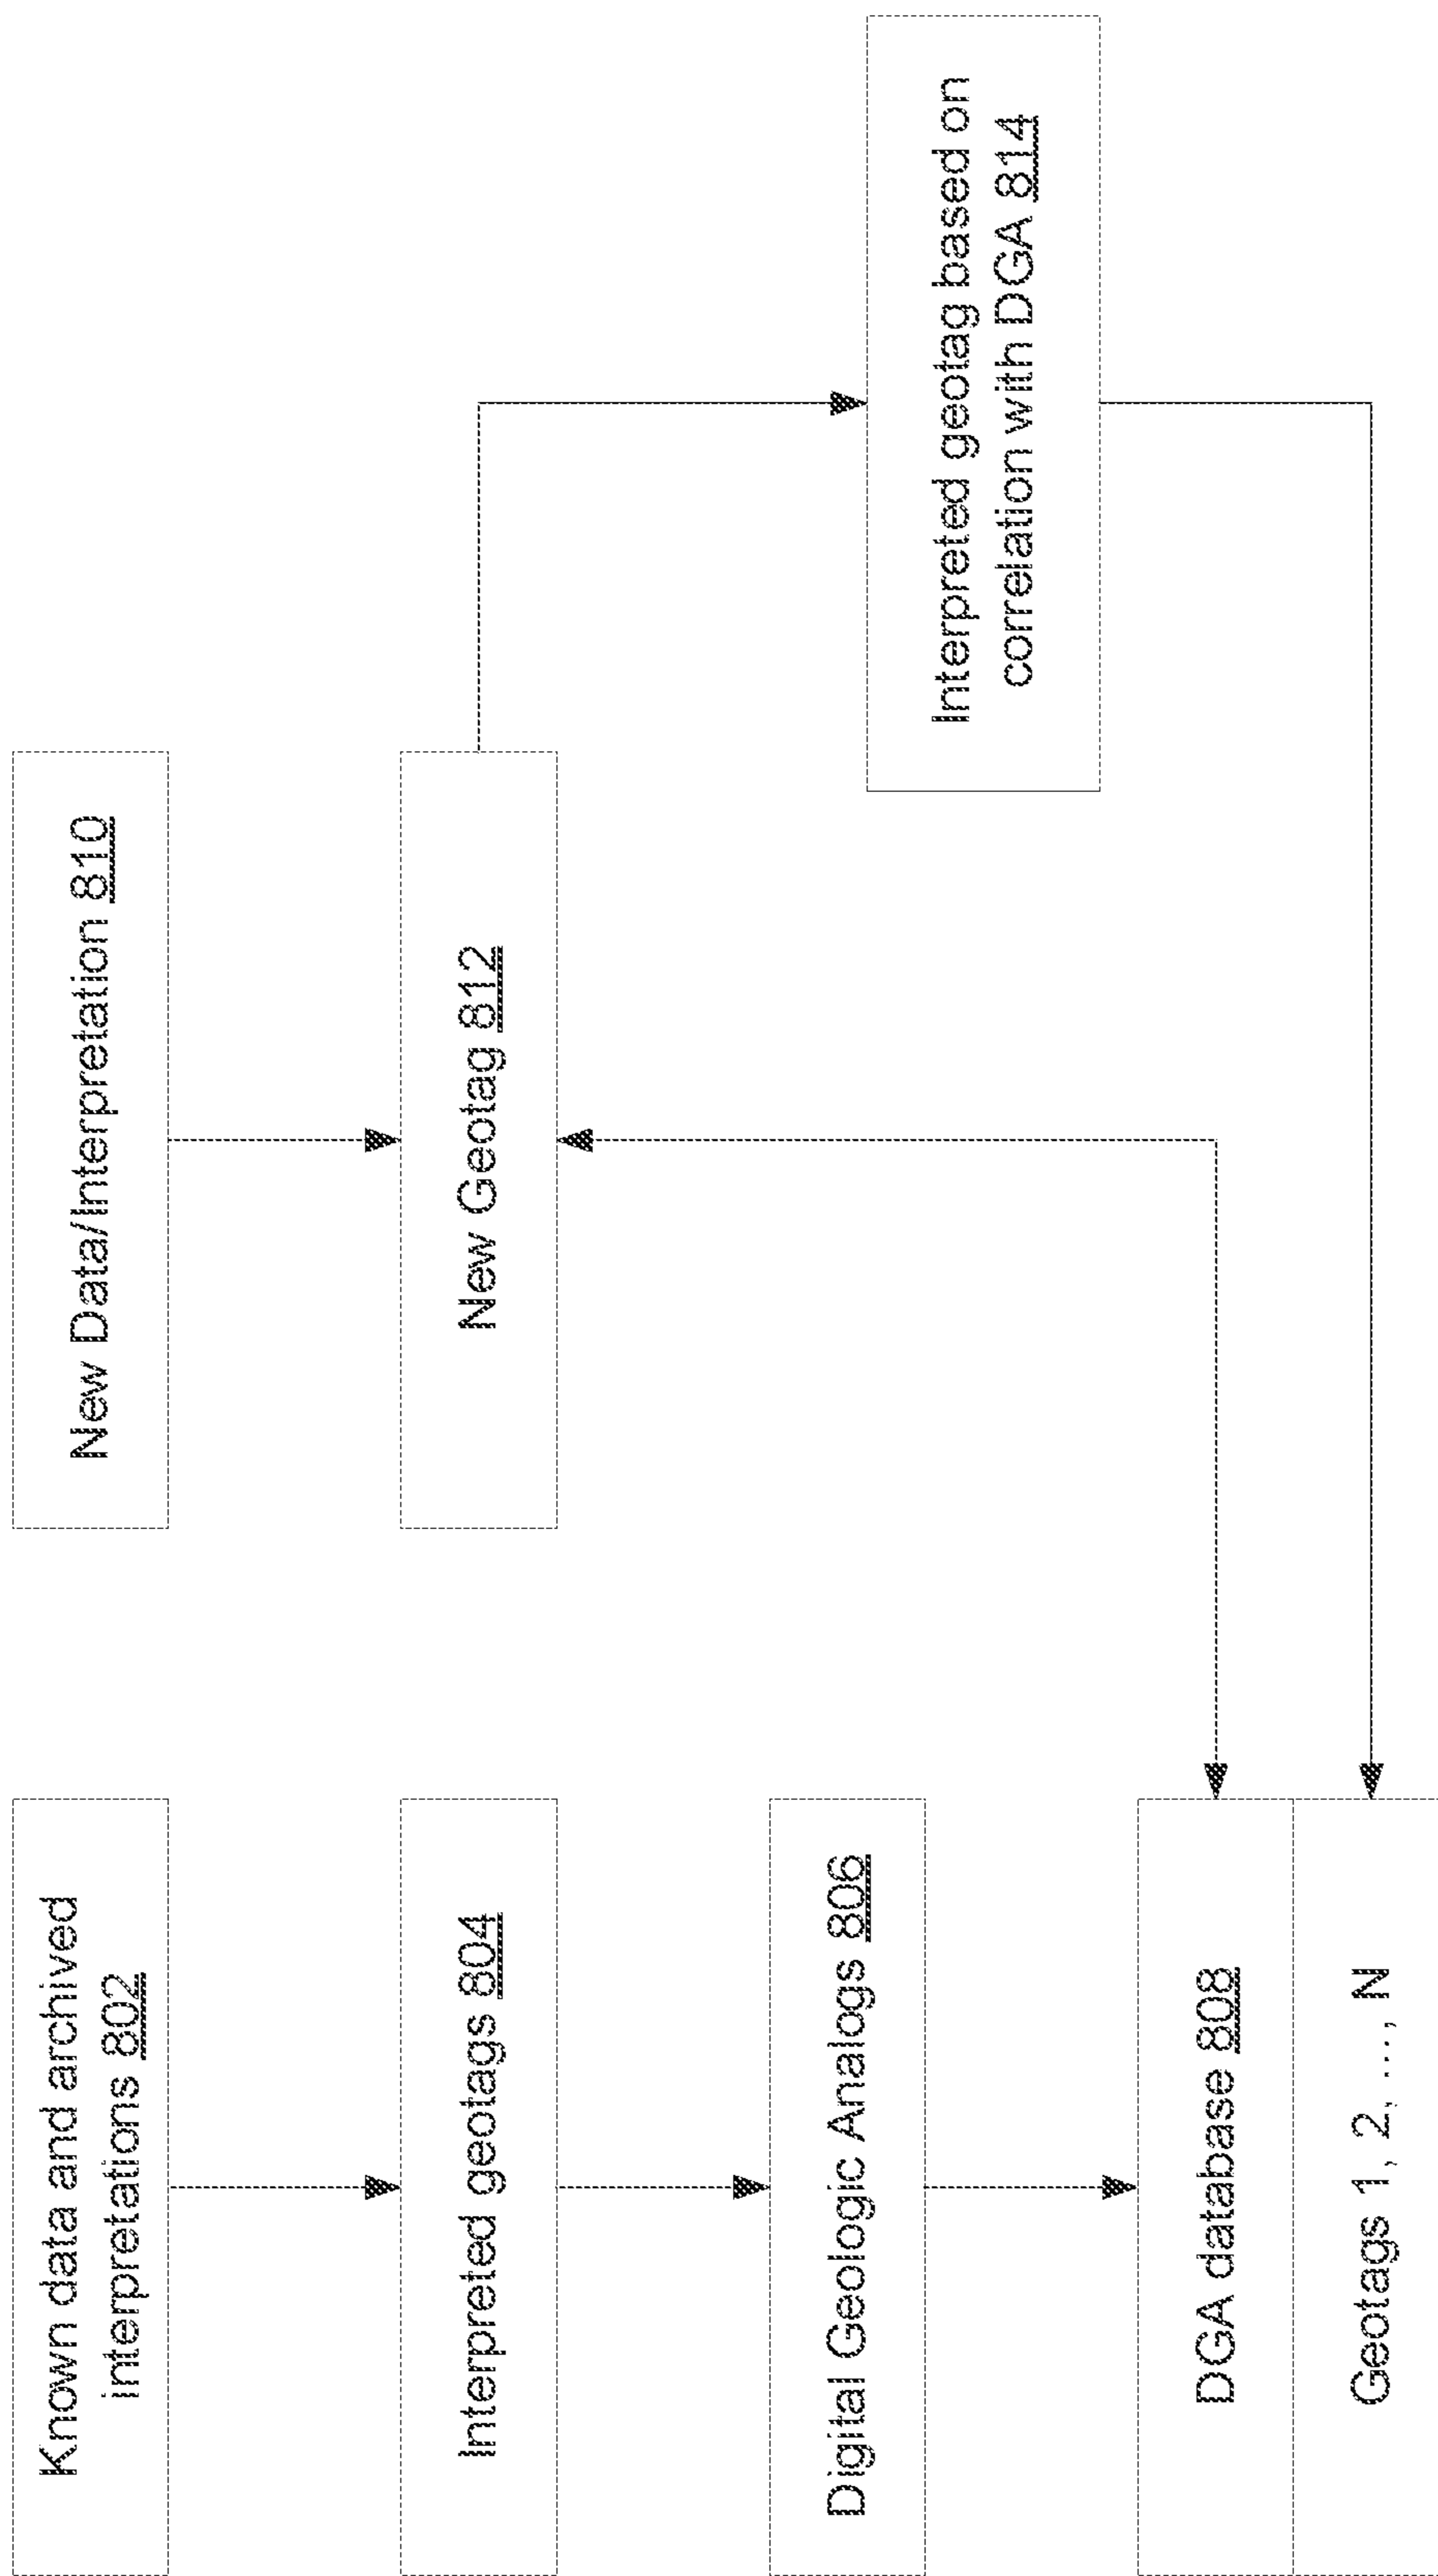 Known data and archived
interpretations 802
Interpreted geotags 804
Digital Geologic Analogs 806
DGA database 808
Geotags 1, 2, ..., N
New Data/Interpretation 810
New Geotag 812
Interpreted geotag based on
correlation with DGA 814